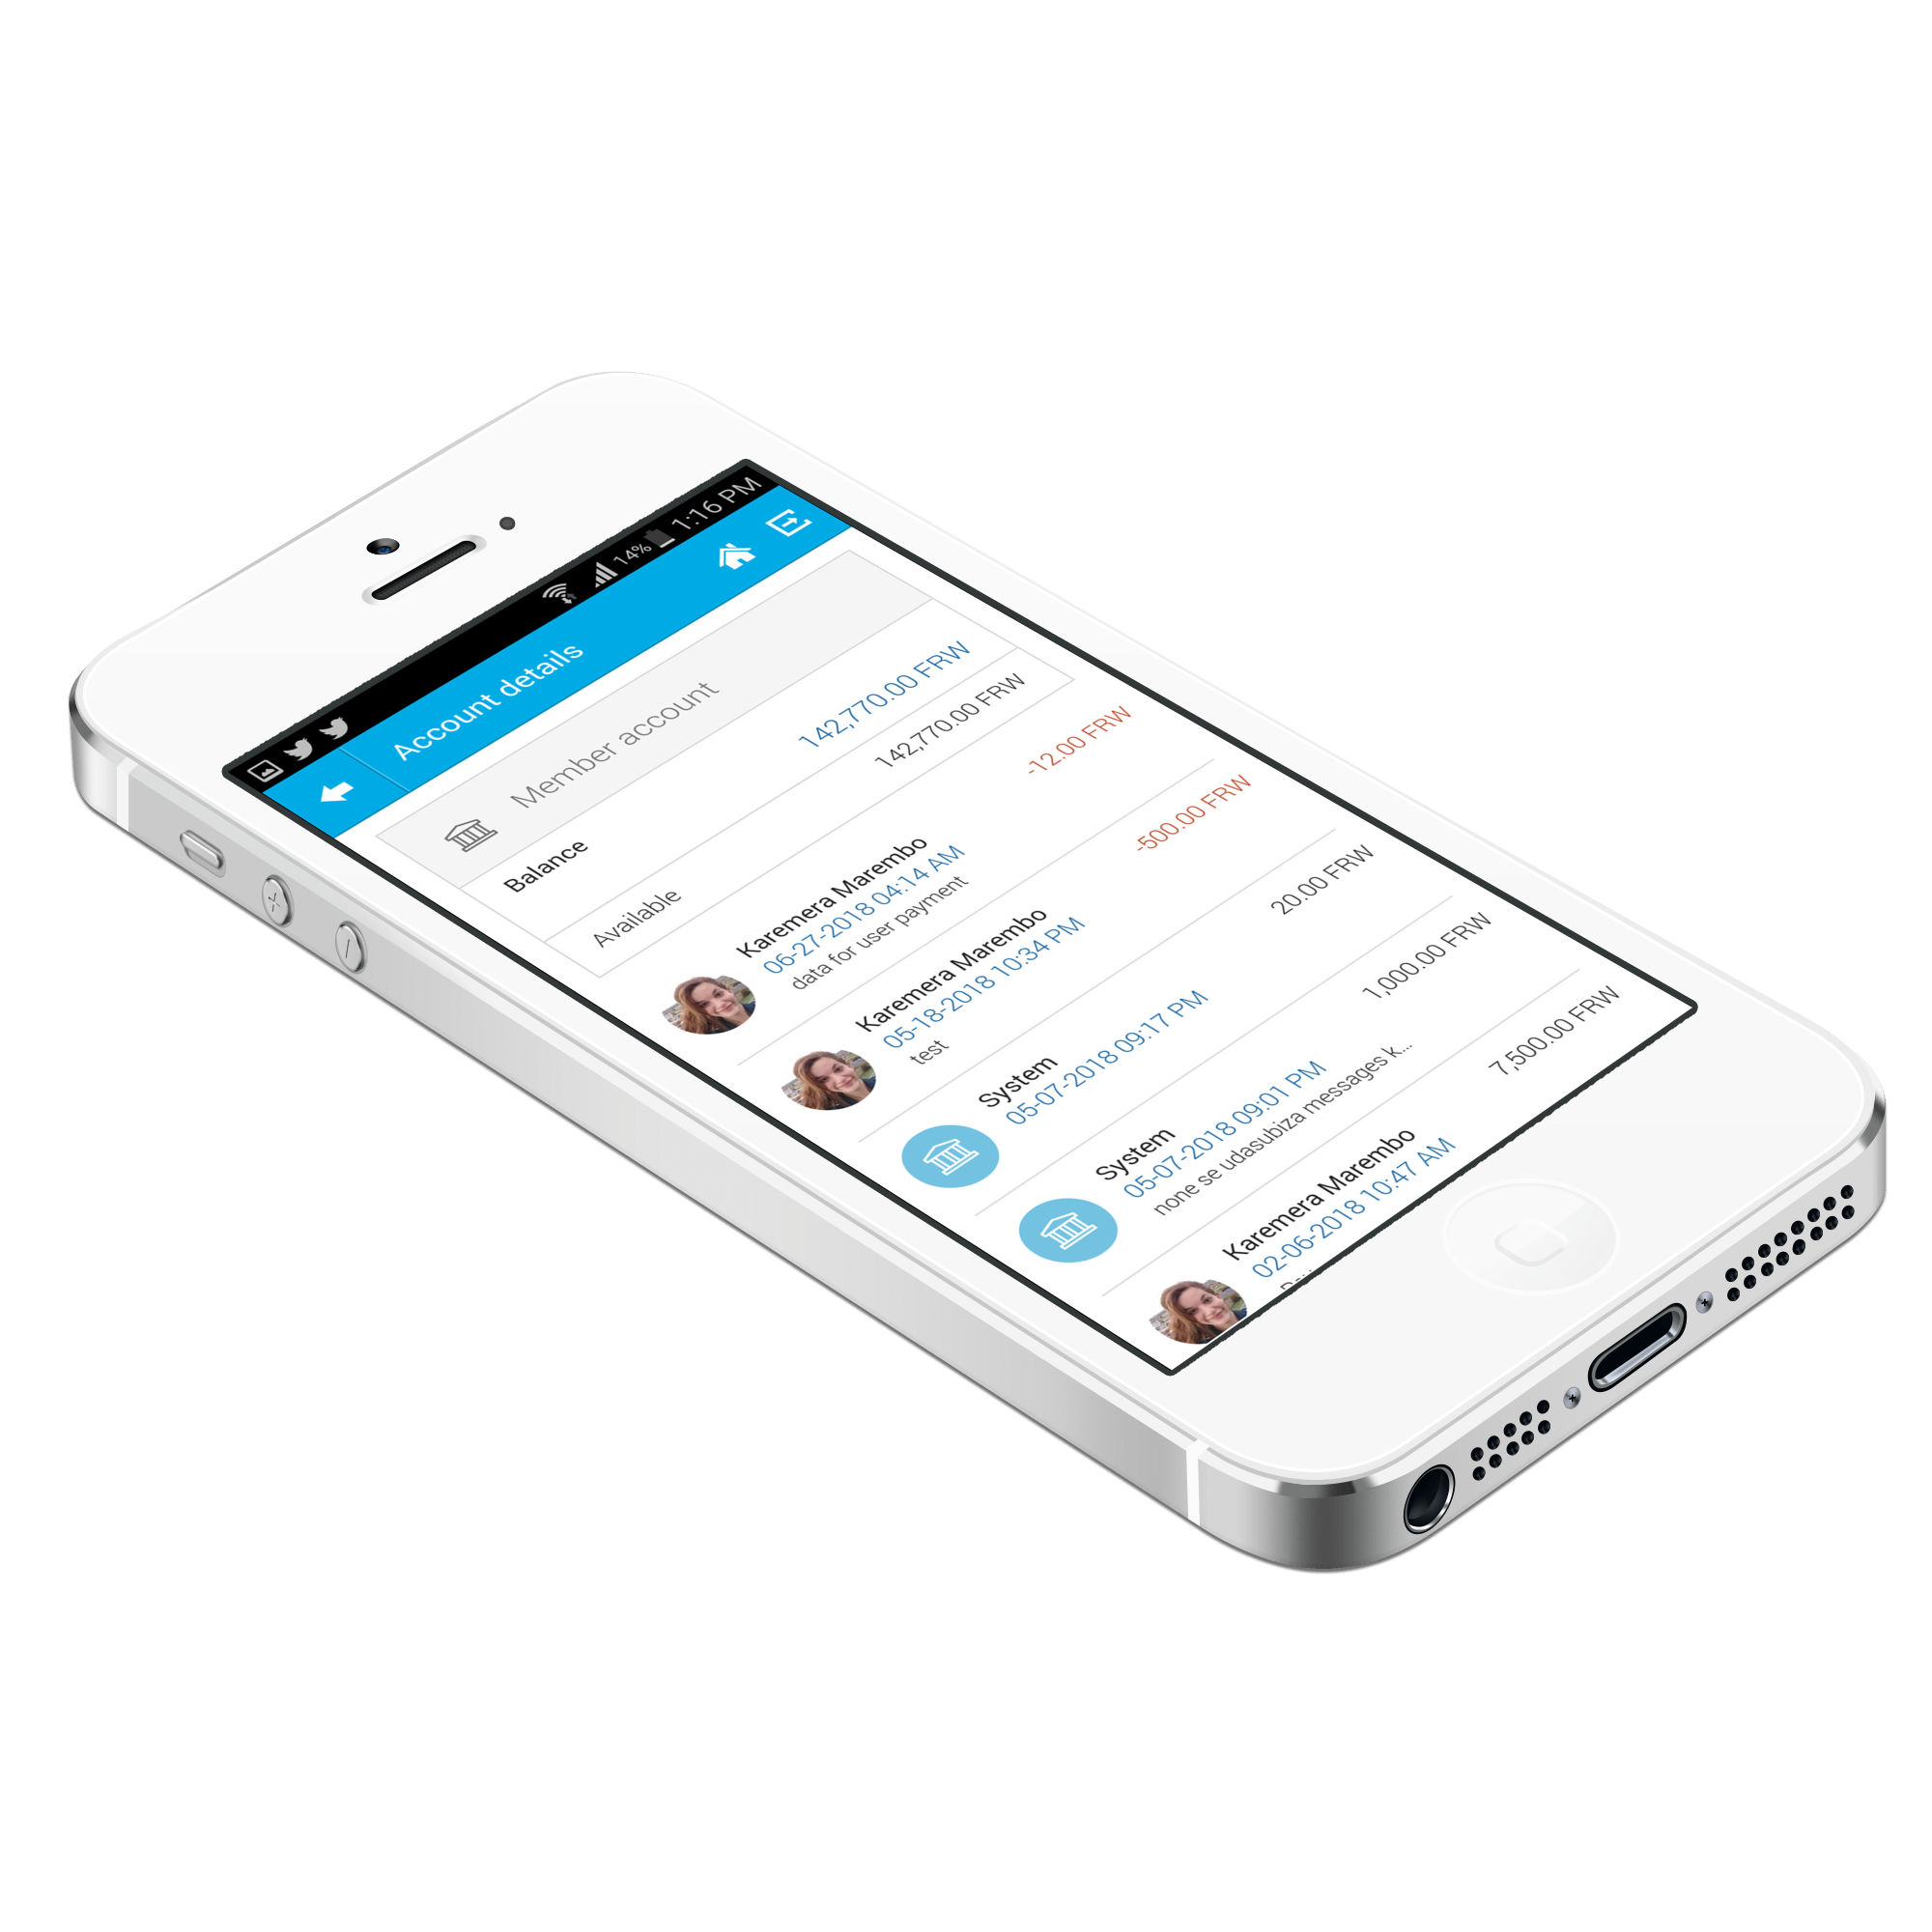 14% 1:16 PM
Account details
Member account
Balance 142,770.00 FRW
Available 142,770.00 FRW
Karemera Marembo -12.00 FRW
06-27-2018 04:14 AM
data for user payment
Karemera Marembo -500.00 FRW
05-18-2018 10:34 PM
test
System 20.00 FRW
05-07-2018 09:17 PM
System 1,000.00 FRW
05-07-2018 09:01 PM
none se udasubiza messages k...
Karemera Marembo 7,500.00 FRW
02-06-2018 10:47 AM